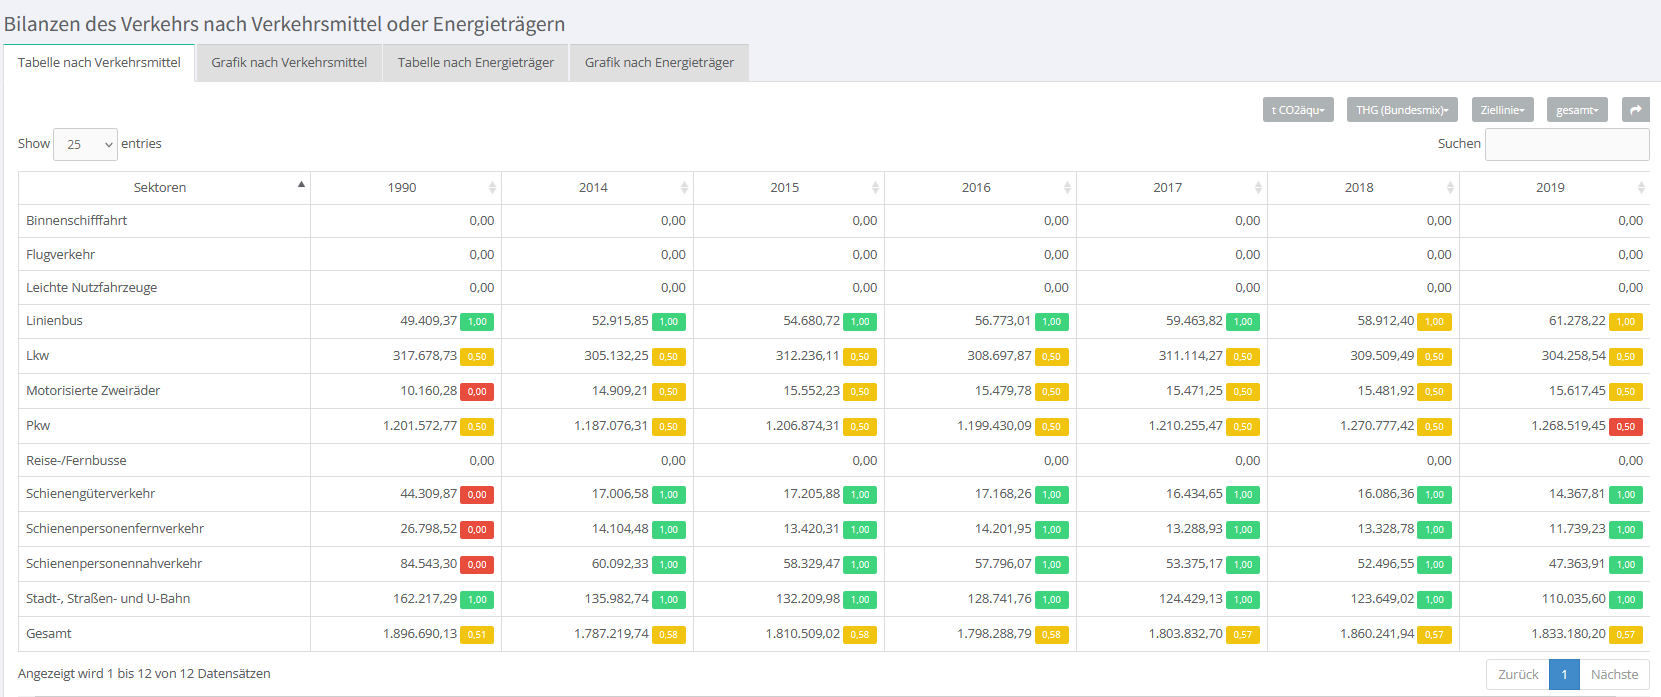 Bilanzen des Verkehrs nach Verkehrsmittel oder Energieträgern
Tabelle nach Verkehrsmittel Grafik nach Verkehrsmittel Tabelle nach Energieträger Grafik nach Energieträger
t CO2äqu THG (Bundesmix) Ziellinie gesamt
Show 25 entries Suchen
Sektoren 1990 2014 2015 2016 2017 2018 2019
Binnenschifffahrt 0,00 0,00 0,00 0,00 0,00 0,00 0,00
Flugverkehr 0,00 0,00 0,00 0,00 0,00 0,00 0,00
Leichte Nutzfahrzeuge 0,00 0,00 0,00 0,00 0,00 0,00 0,00
Linienbus 49.409,37 1,00 52.915,85 1,00 54.680,72 1,00 56.773,01 1,00 59.463,82 1,00 58.912,40 1,00 61.278,22 1,00
Lkw 317.678,73 0,50 305.132,25 0,50 312.236,11 0,50 308.697,87 0,50 311.114,27 0,50 309.509,49 0,50 304.258,54 0,50
Motorisierte Zweiräder 10.160,28 0,00 14.909,21 0,50 15.552,23 0,50 15.479,78 0,50 15.471,25 0,50 15.481,92 0,50 15.617,45 0,50
Pkw 1.201.572,77 0,50 1.187.076,31 0,50 1.206.874,31 0,50 1.199.430,09 0,50 1.210.255,47 0,50 1.270.777,42 0,50 1.268.519,45 0,50
Reise-/Fernbusse 0,00 0,00 0,00 0,00 0,00 0,00 0,00
Schienengüterverkehr 44.309,87 0,00 17.006,58 1,00 17.205,88 1,00 17.168,26 1,00 16.434,65 1,00 16.086,36 1,00 14.367,81 1,00
Schienenpersonenfernverkehr 26.798,52 0,00 14.104,48 1,00 13.420,31 1,00 14.201,95 1,00 13.288,93 1,00 13.328,78 1,00 11.739,23 1,00
Schienenpersonennahverkehr 84.543,30 0,00 60.092,33 1,00 58.329,47 1,00 57.796,07 1,00 53.375,17 1,00 52.496,55 1,00 47.363,91 1,00
Stadt-, Straßen- und U-Bahn 162.217,29 1,00 135.982,74 1,00 132.209,98 1,00 128.741,76 1,00 124.429,13 1,00 123.649,02 1,00 110.035,60 1,00
Gesamt 1.896.690,13 0,51 1.787.219,74 0,58 1.810.509,02 0,58 1.798.288,79 0,58 1.803.832,70 0,57 1.860.241,94 0,57 1.833.180,20 0,57
Angezeigt wird 1 bis 12 von 12 Datensätzen Zurück 1 Nächste